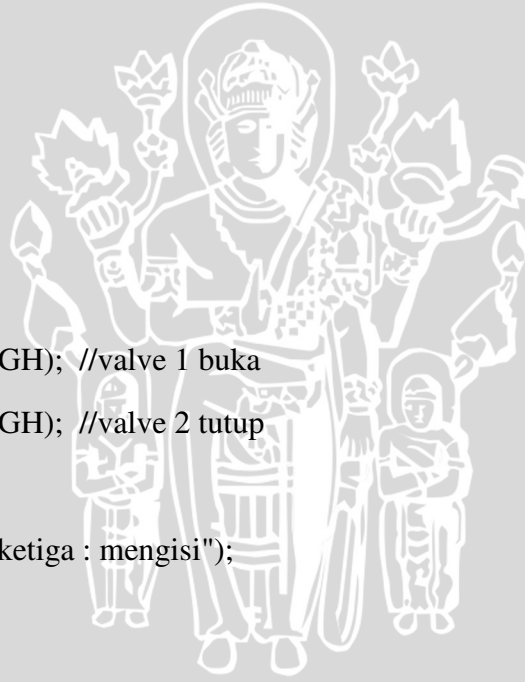 GH); //valve 1 buka
GH); //valve 2 tutup
ketiga : mengisi");